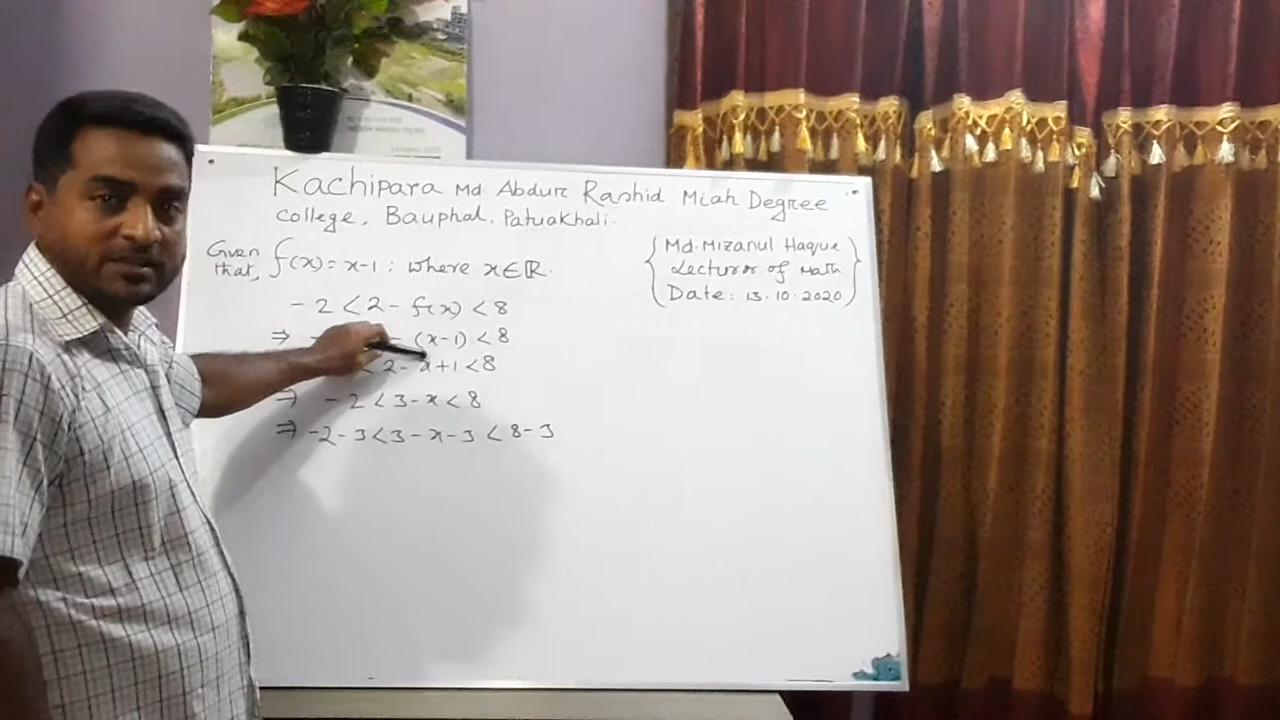 Kachipara Md Abdur Rashid Miah Degree
college, Bauphal, Patuakhali.
Given that, f(x) = x-1 : where x∈ℝ.
{Md. Mizanul Haque
Lecturer of Math
Date: 13.10.2020}
-2 < 2 - f(x) < 8
⇒ - - (x-1) < 8
< 2 - x + 1 < 8
⇒ -2 < 3 - x < 8
⇒ -2 - 3 < 3 - x - 3 < 8 - 3